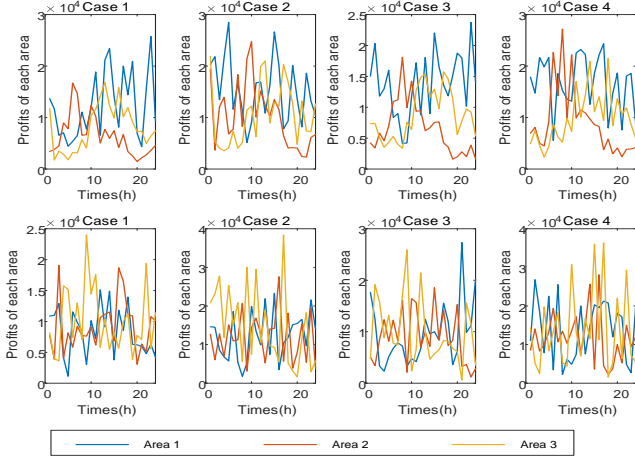 × 10⁴ Case 1
3
2
1
0
0 10 20
Times(h)
Profits of each area
× 10⁴ Case 2
3
2
1
0
0 10 20
Times(h)
Profits of each area
× 10⁴ Case 3
2.5
2
1.5
1
0.5
0
0 10 20
Times(h)
Profits of each area
× 10⁴ Case 4
3
2
1
0
0 10 20
Times(h)
Profits of each area
× 10⁴ Case 1
2.5
2
1.5
1
0.5
0
0 10 20
Times(h)
Profits of each area
× 10⁴ Case 2
4
3
2
1
0
0 10 20
Times(h)
Profits of each area
× 10⁴ Case 3
3
2
1
0
0 10 20
Times(h)
Profits of each area
× 10⁴ Case 4
4
3
2
1
0
0 10 20
Times(h)
Profits of each area
Area 1 Area 2 Area 3